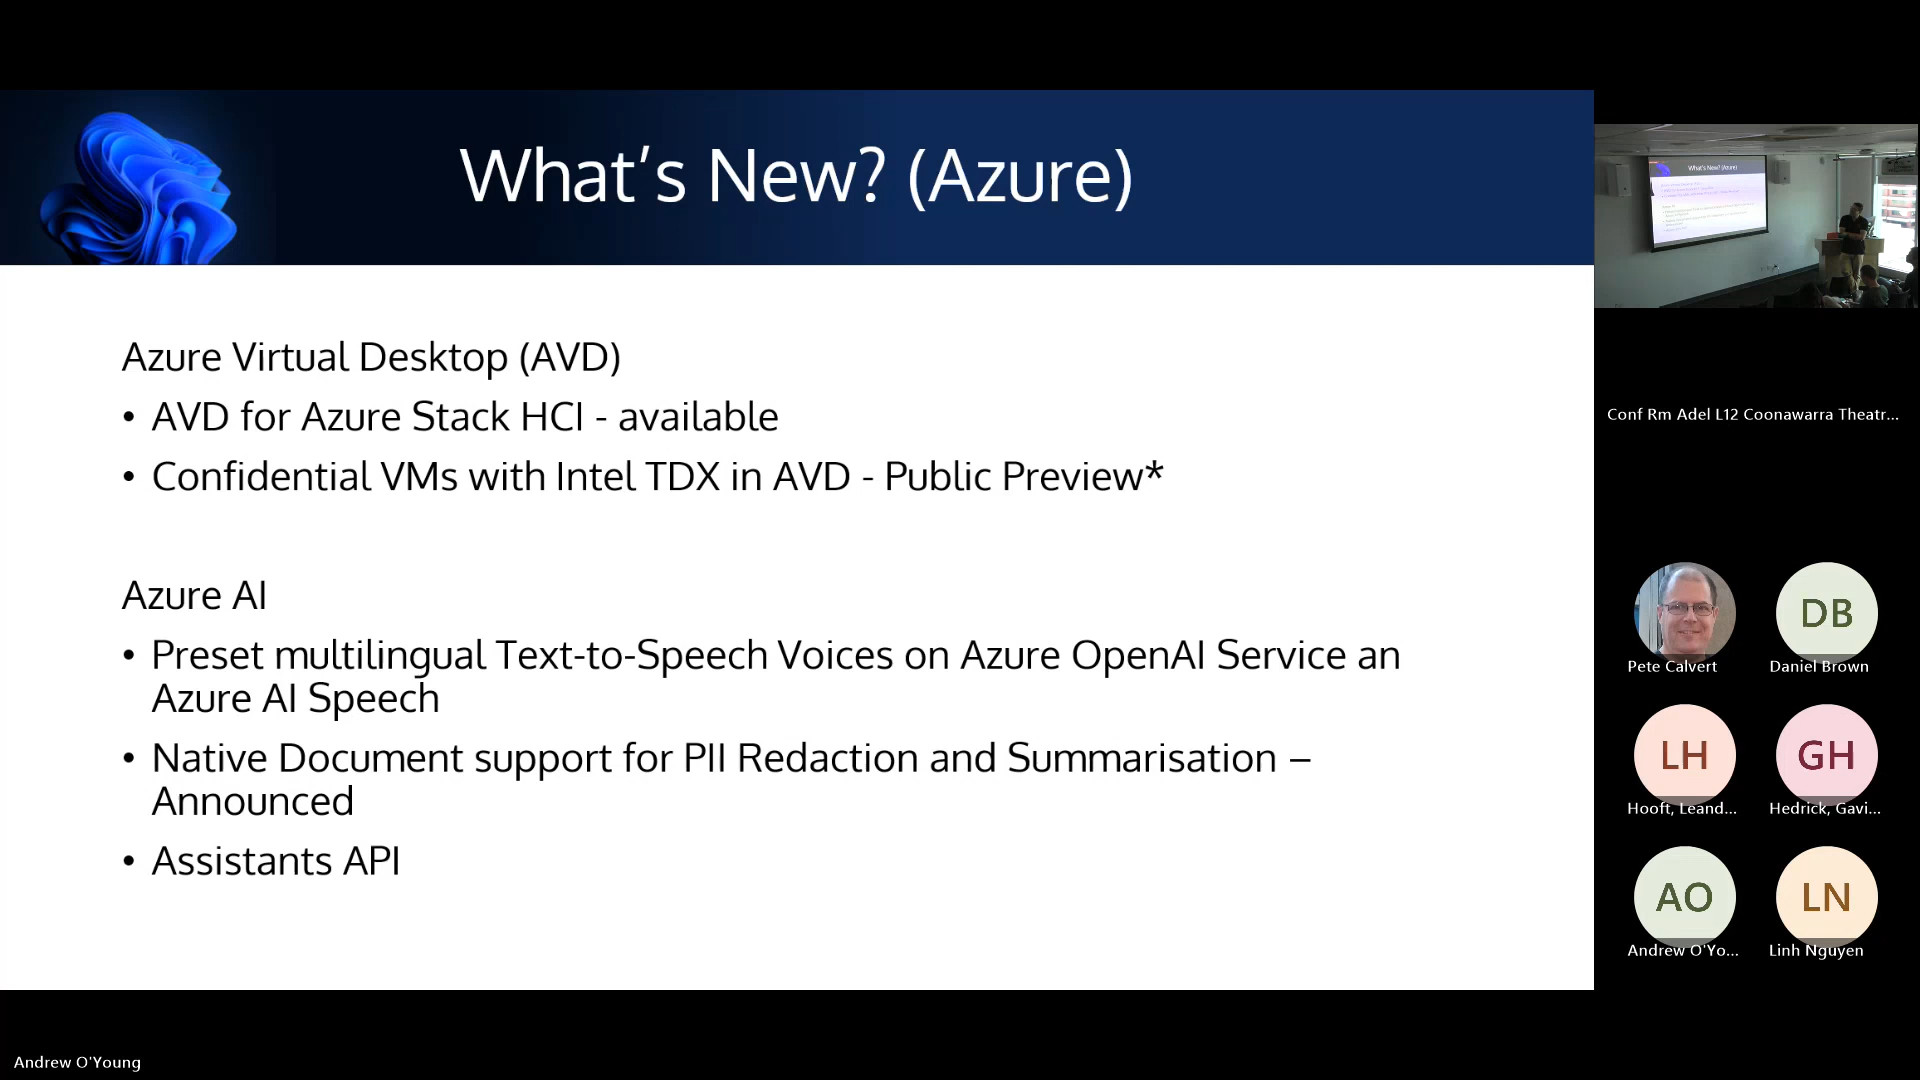 What's New? (Azure)
Azure Virtual Desktop (AVD)
• AVD for Azure Stack HCI - available
• Confidential VMs with Intel TDX in AVD - Public Preview*
Azure AI
• Preset multilingual Text-to-Speech Voices on Azure OpenAI Service an
Azure AI Speech
• Native Document support for PII Redaction and Summarisation –
Announced
• Assistants API
What's New? (Azure)
Conf Rm Adel L12 Coonawarra Theatr...
Pete Calvert
DB
Daniel Brown
LH
Hooft, Leand...
GH
Hedrick, Gavi...
AO
Andrew O'Yo...
LN
Linh Nguyen
Andrew O'Young